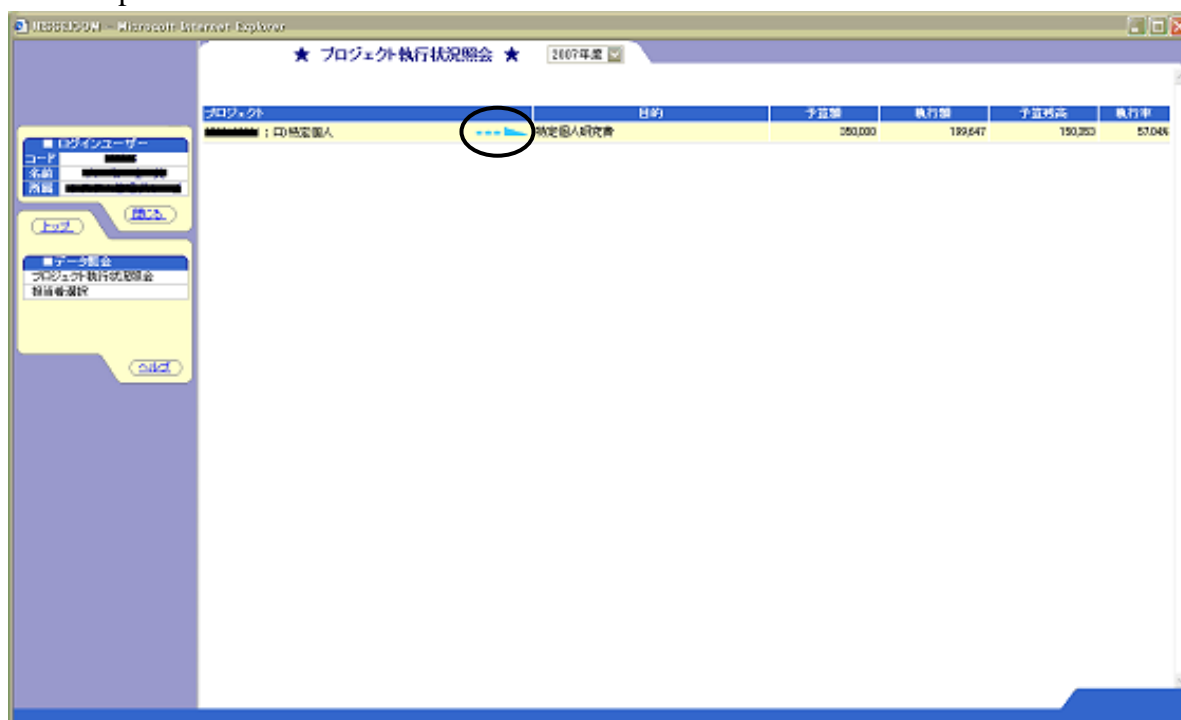 Microsoft Internet Explorer
★ プロジェクト執行状況照会 ★ 2007年度
プロジェクト 目的 予算額 執行額 予算残高 執行率
特定個人 特定個人研究費 350,000 199,647 150,353 57.04%
■ ログインユーザー
コード
名前
所属
トップ 閉じる
■データ照会
プロジェクト執行状況照会
担当者選択
ヘルプ